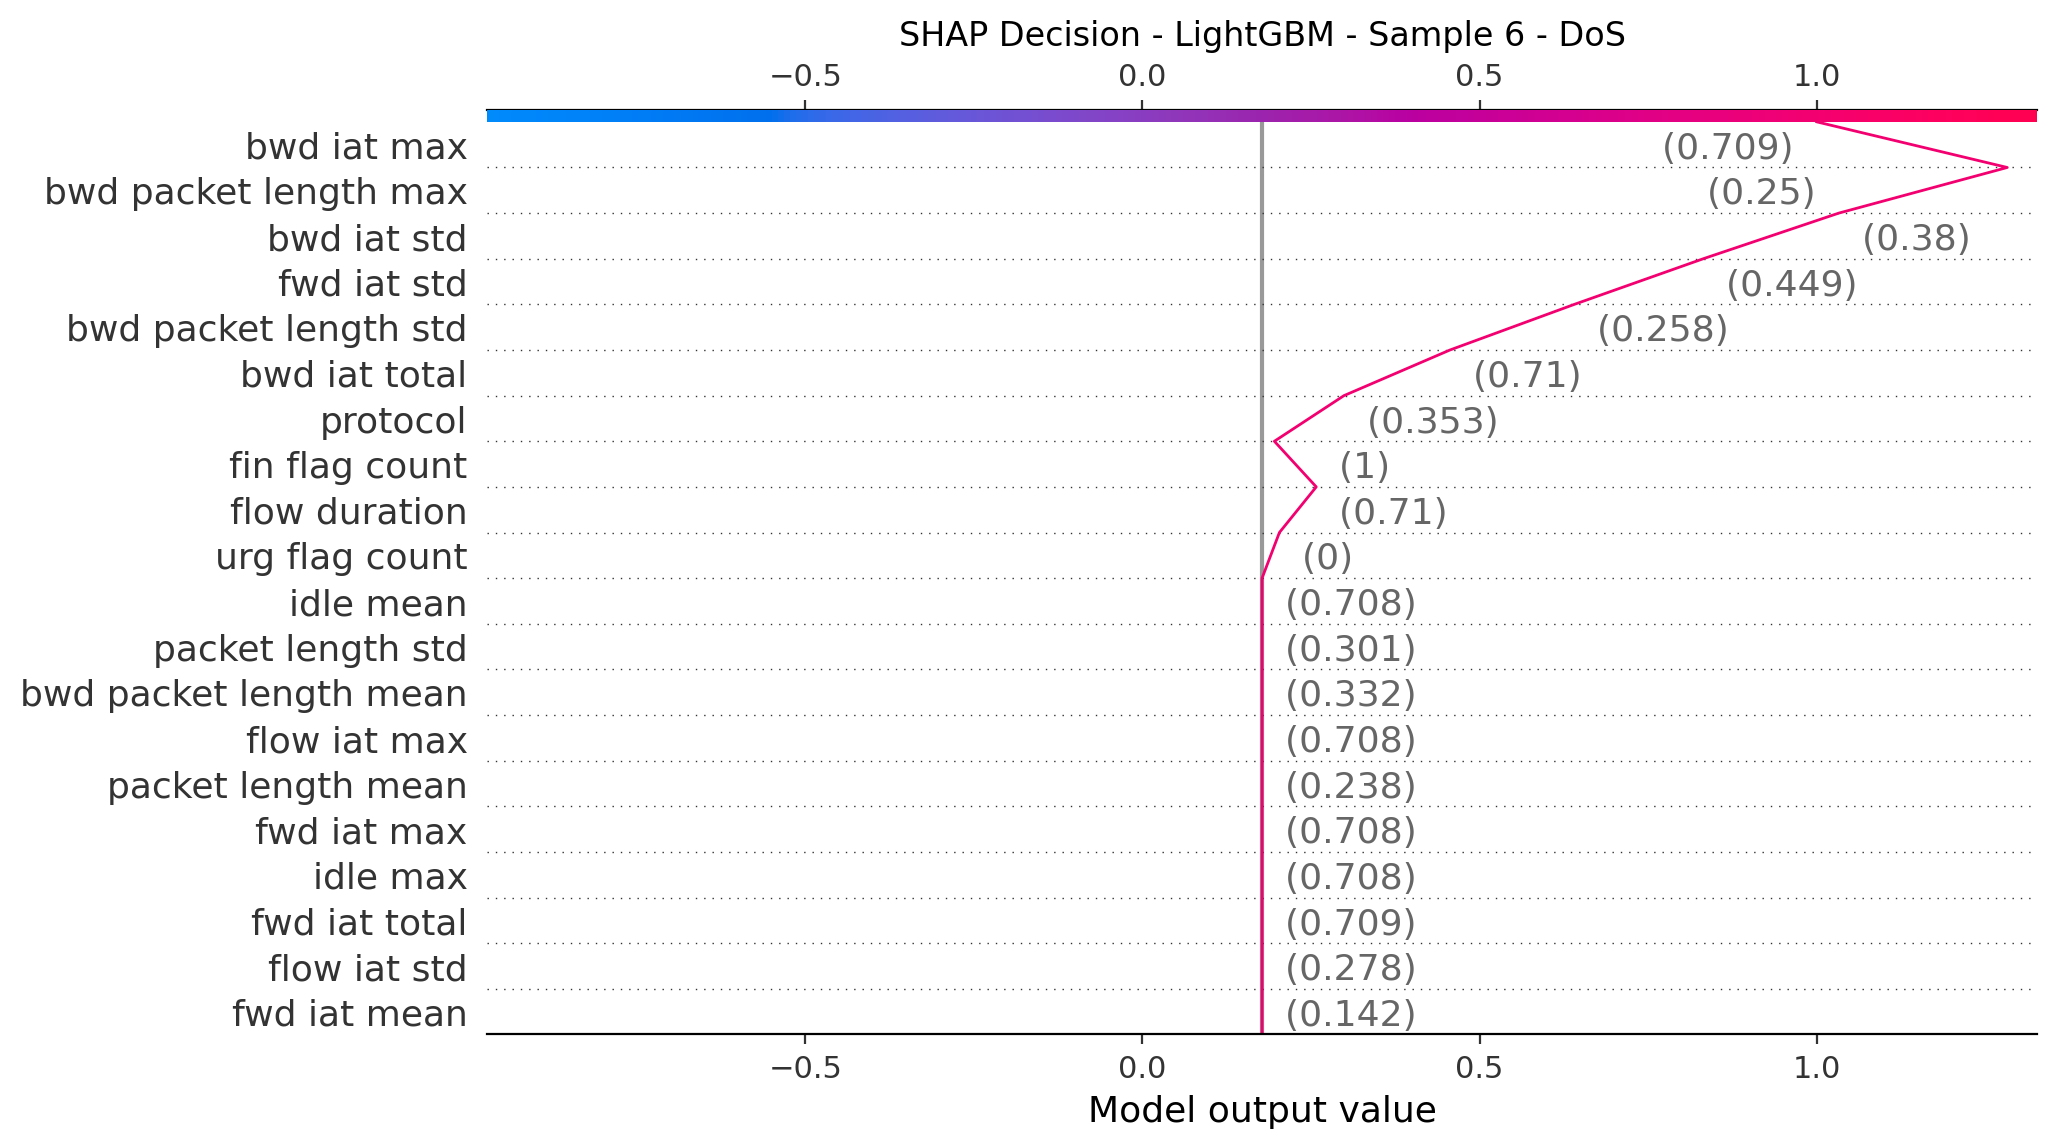 SHAP Decision - LightGBM - Sample 6 - DoS
−0.5 0.0 0.5 1.0
bwd iat max (0.709)
bwd packet length max (0.25)
bwd iat std (0.38)
fwd iat std (0.449)
bwd packet length std (0.258)
bwd iat total (0.71)
protocol (0.353)
fin flag count (1)
flow duration (0.71)
urg flag count (0)
idle mean (0.708)
packet length std (0.301)
bwd packet length mean (0.332)
flow iat max (0.708)
packet length mean (0.238)
fwd iat max (0.708)
idle max (0.708)
fwd iat total (0.709)
flow iat std (0.278)
fwd iat mean (0.142)
−0.5 0.0 0.5 1.0
Model output value